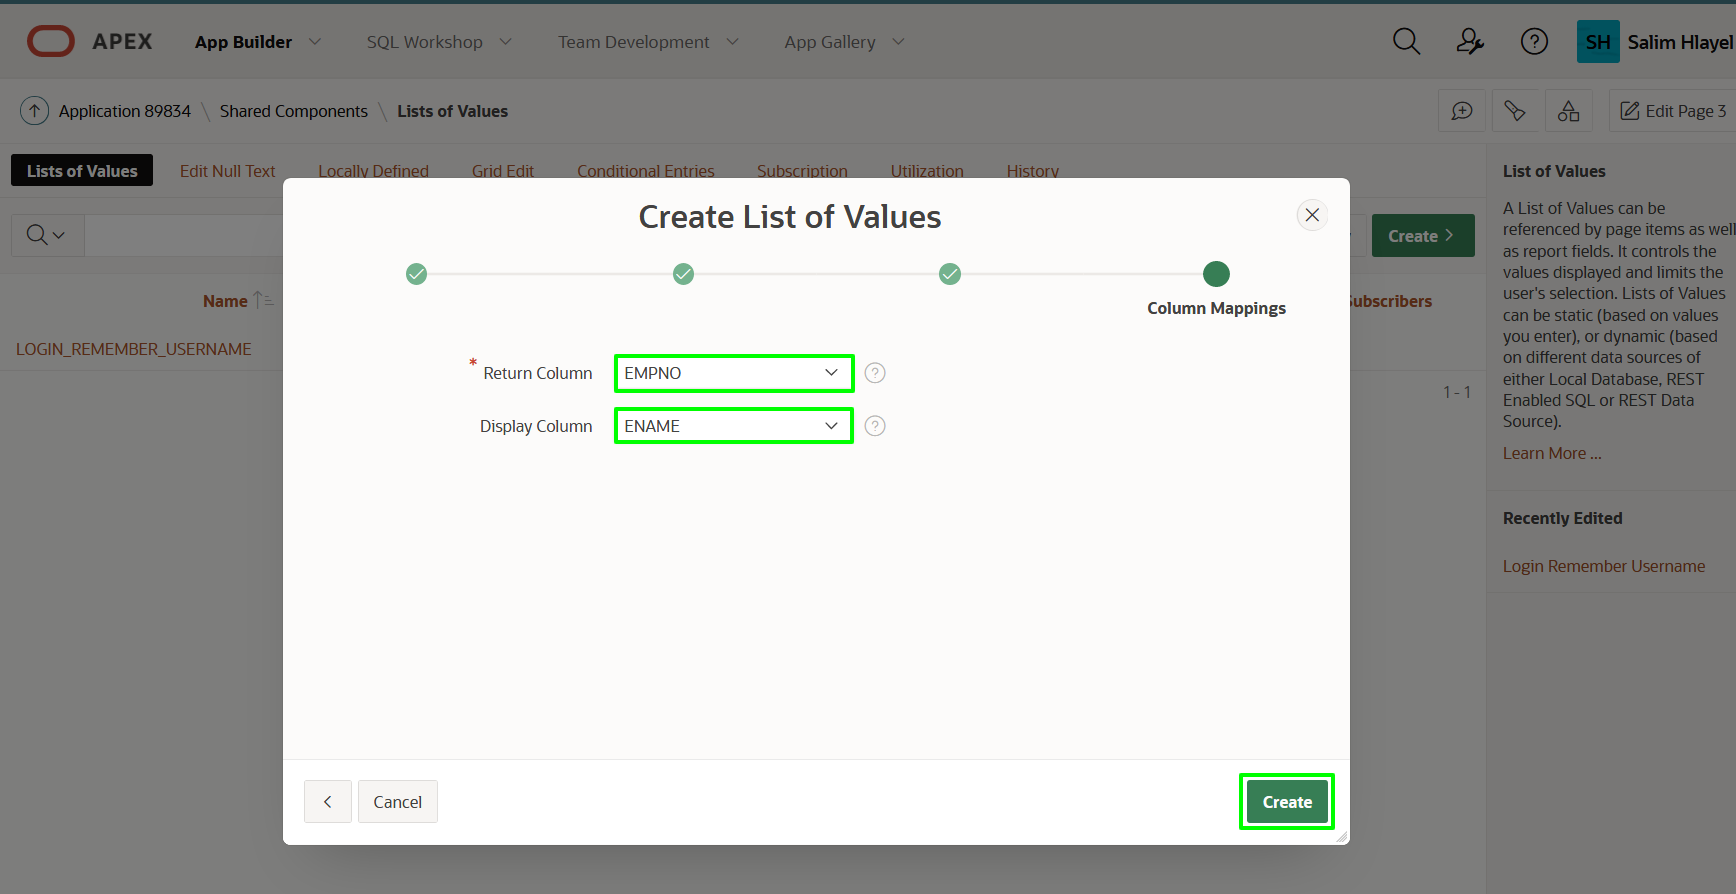 APEX App Builder SQL Workshop Team Development App Gallery SH Salim Hlayel
Application 89834 \ Shared Components \ Lists of Values Edit Page 3
Lists of Values Edit Null Text Locally Defined Grid Edit Conditional Entries Subscription Utilization History
Create List of Values
Create >
Name
Column Mappings
Subscribers
LOGIN_REMEMBER_USERNAME
* Return Column EMPNO ?
1 - 1
Display Column ENAME ?
< Cancel Create
List of Values
A List of Values can be
referenced by page items as well
as report fields. It controls the
values displayed and limits the
user's selection. Lists of Values
can be static (based on values
you enter), or dynamic (based
on different data sources of
either Local Database, REST
Enabled SQL or REST Data
Source).
Learn More ...
Recently Edited
Login Remember Username